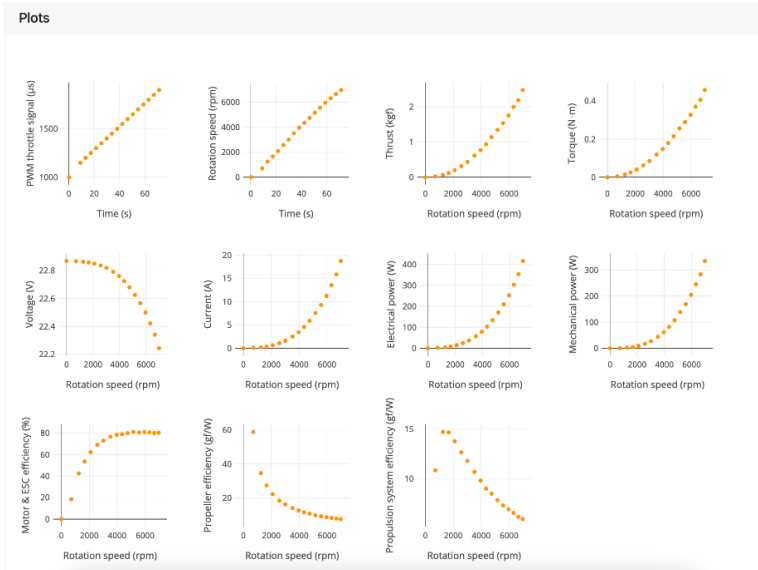 Plots
PWM throttle signal (µs)
1500
1000
0 20 40 60
Time (s)
Rotation speed (rpm)
6000
4000
2000
0
0 20 40 60
Time (s)
Thrust (kgf)
2
1
0
0 2000 4000 6000
Rotation speed (rpm)
Torque (N·m)
0.4
0.2
0
0 2000 4000 6000
Rotation speed (rpm)
Voltage (V)
22.8
22.6
22.4
22.2
0 2000 4000 6000
Rotation speed (rpm)
Current (A)
20
15
10
5
0
0 2000 4000 6000
Rotation speed (rpm)
Electrical power (W)
400
300
200
100
0
0 2000 4000 6000
Rotation speed (rpm)
Mechanical power (W)
300
200
100
0
0 2000 4000 6000
Rotation speed (rpm)
Motor & ESC efficiency (%)
80
60
40
20
0
0 2000 4000 6000
Rotation speed (rpm)
Propeller efficiency (gf/W)
60
40
20
0 2000 4000 6000
Rotation speed (rpm)
Propulsion system efficiency (gf/W)
15
10
0 2000 4000 6000
Rotation speed (rpm)